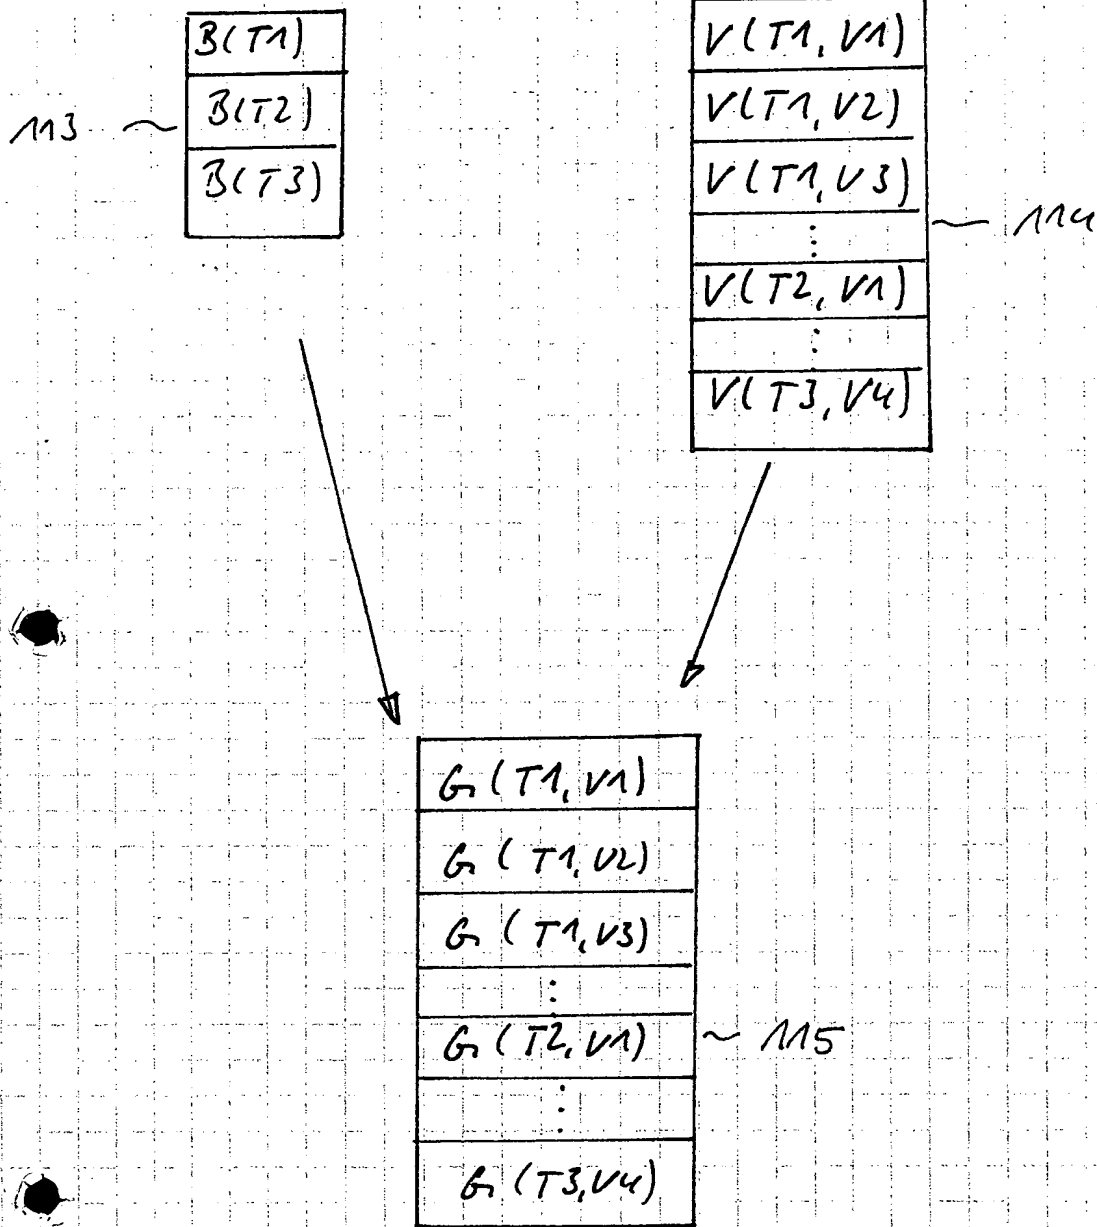 B(T1)
B(T2)
B(T3)
113
V(T1, V1)
V(T1, V2)
V(T1, V3)
⋮
V(T2, V1)
⋮
V(T3, V4)
114
G(T1, V1)
G(T1, V2)
G(T1, V3)
⋮
G(T2, V1)
⋮
G(T3, V4)
115